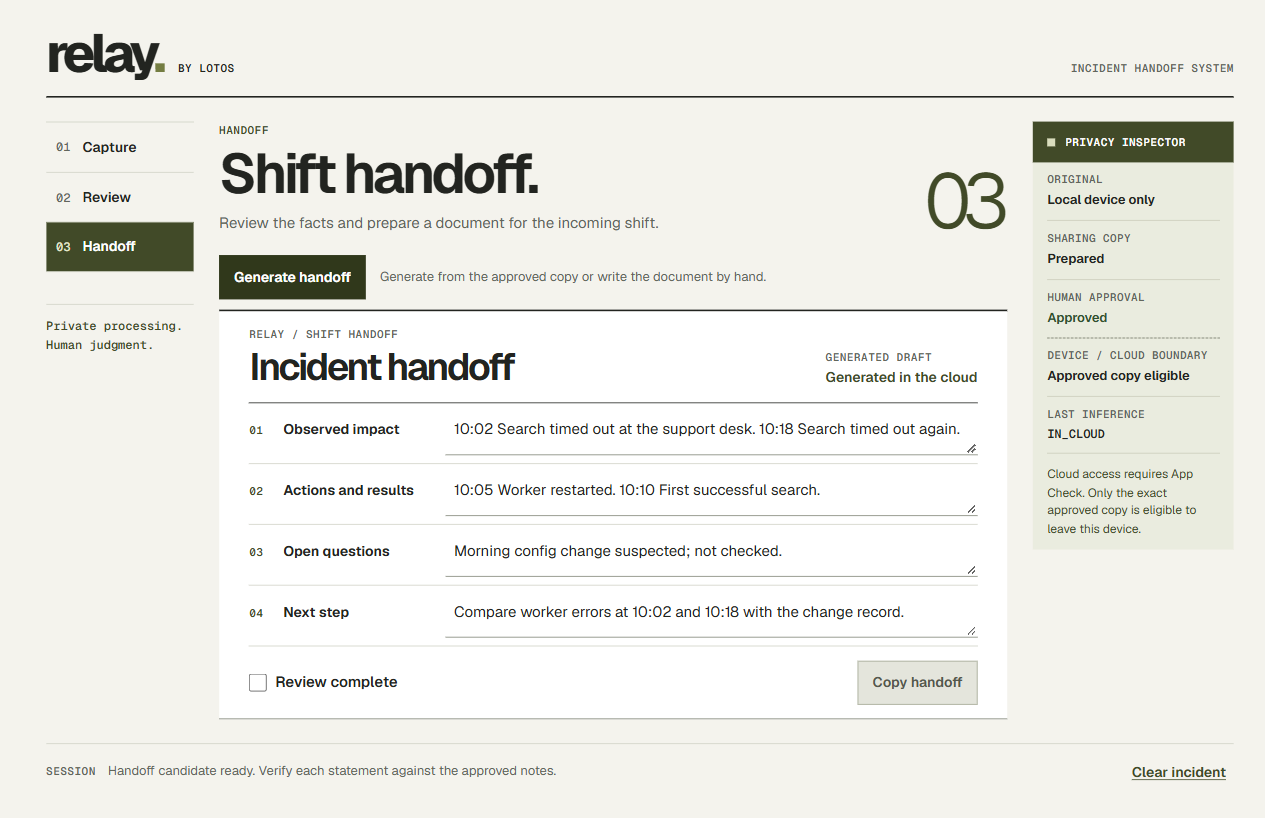 relay.
BY LOTOS
INCIDENT HANDOFF SYSTEM
01 Capture
02 Review
03 Handoff
Private processing.
Human judgment.
HANDOFF
Shift handoff.
Review the facts and prepare a document for the incoming shift.
03
Generate handoff
Generate from the approved copy or write the document by hand.
RELAY / SHIFT HANDOFF
Incident handoff
GENERATED DRAFT
Generated in the cloud
01 Observed impact
10:02 Search timed out at the support desk. 10:18 Search timed out again.
02 Actions and results
10:05 Worker restarted. 10:10 First successful search.
03 Open questions
Morning config change suspected; not checked.
04 Next step
Compare worker errors at 10:02 and 10:18 with the change record.
Review complete
Copy handoff
PRIVACY INSPECTOR
ORIGINAL
Local device only
SHARING COPY
Prepared
HUMAN APPROVAL
Approved
DEVICE / CLOUD BOUNDARY
Approved copy eligible
LAST INFERENCE
IN_CLOUD
Cloud access requires App
Check. Only the exact
approved copy is eligible to
leave this device.
SESSION Handoff candidate ready. Verify each statement against the approved notes.
Clear incident